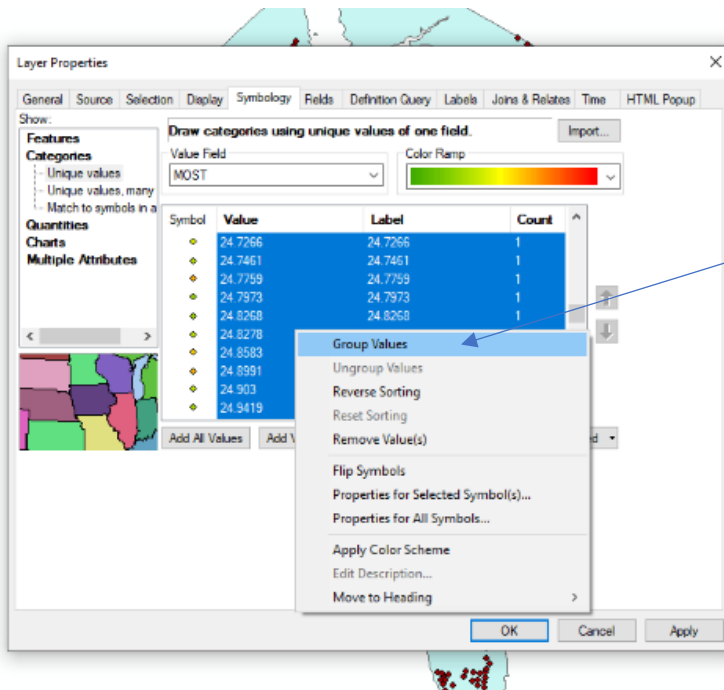 Layer Properties
General Source Selection Display Symbology Fields Definition Query Labels Joins & Relates Time HTML Popup
Show:
Features
Categories
Unique values
Unique values, many
Match to symbols in a
Quantities
Charts
Multiple Attributes
Draw categories using unique values of one field.
Import...
Value Field
Color Ramp
MOST
Symbol Value Label Count
24.7266 24.7266 1
24.7461 24.7461 1
24.7759 24.7759 1
24.7973 24.7973 1
24.8268 24.8268 1
24.8278
24.8583
24.8991
24.903
24.9419
Add All Values Add V
ed
Group Values
Ungroup Values
Reverse Sorting
Reset Sorting
Remove Value(s)
Flip Symbols
Properties for Selected Symbol(s)...
Properties for All Symbols...
Apply Color Scheme
Edit Description...
Move to Heading
OK Cancel Apply